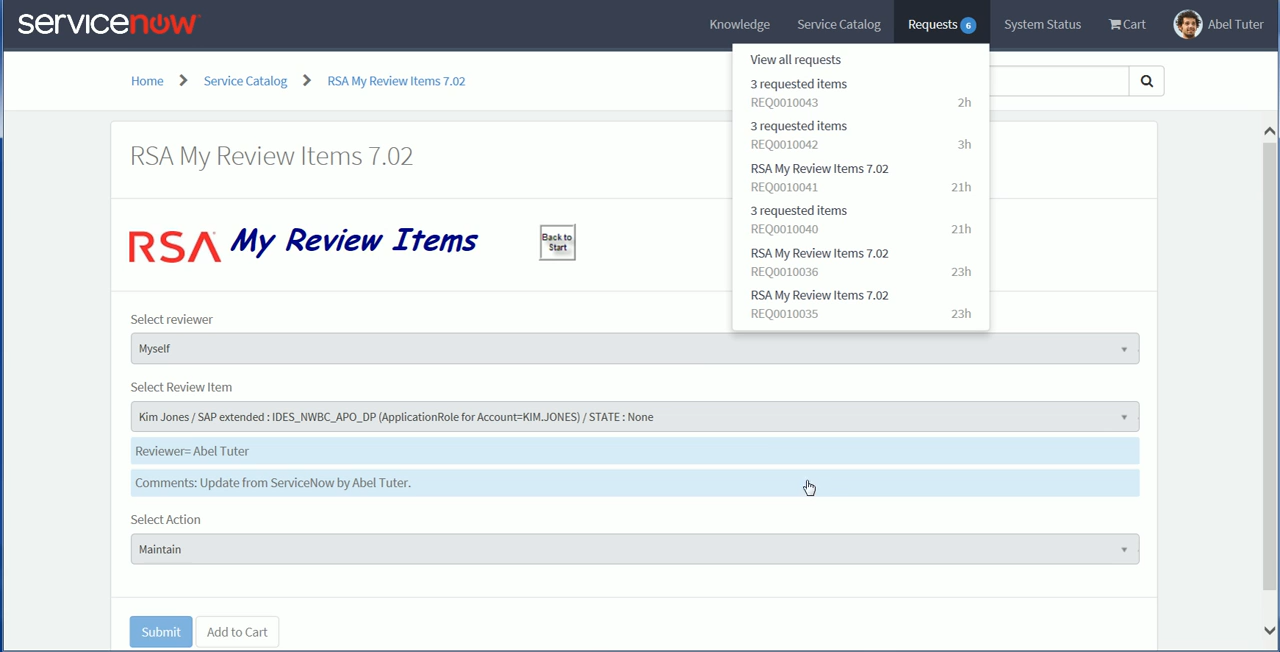 servicenow
Knowledge
Service Catalog
Requests 6
System Status
Cart
Abel Tuter
Home
Service Catalog
RSA My Review Items 7.02
View all requests
3 requested items
REQ0010043 2h
3 requested items
REQ0010042 3h
RSA My Review Items 7.02
REQ0010041 21h
3 requested items
REQ0010040 21h
RSA My Review Items 7.02
REQ0010036 23h
RSA My Review Items 7.02
REQ0010035 23h
RSA My Review Items 7.02
RSA My Review Items
Back to
Start
Select reviewer
Myself
Select Review Item
Kim Jones / SAP extended : IDES_NWBC_APO_DP (ApplicationRole for Account=KIM.JONES) / STATE : None
Reviewer= Abel Tuter
Comments: Update from ServiceNow by Abel Tuter.
Select Action
Maintain
Submit
Add to Cart